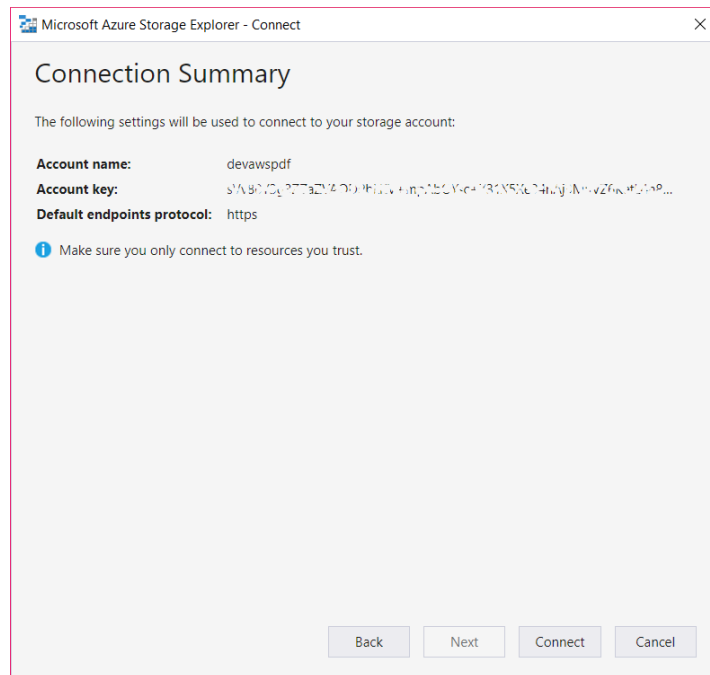 Microsoft Azure Storage Explorer - Connect
Connection Summary
The following settings will be used to connect to your storage account:
Account name: devawspdf
Account key:
Default endpoints protocol: https
Make sure you only connect to resources you trust.
Back Next Connect Cancel